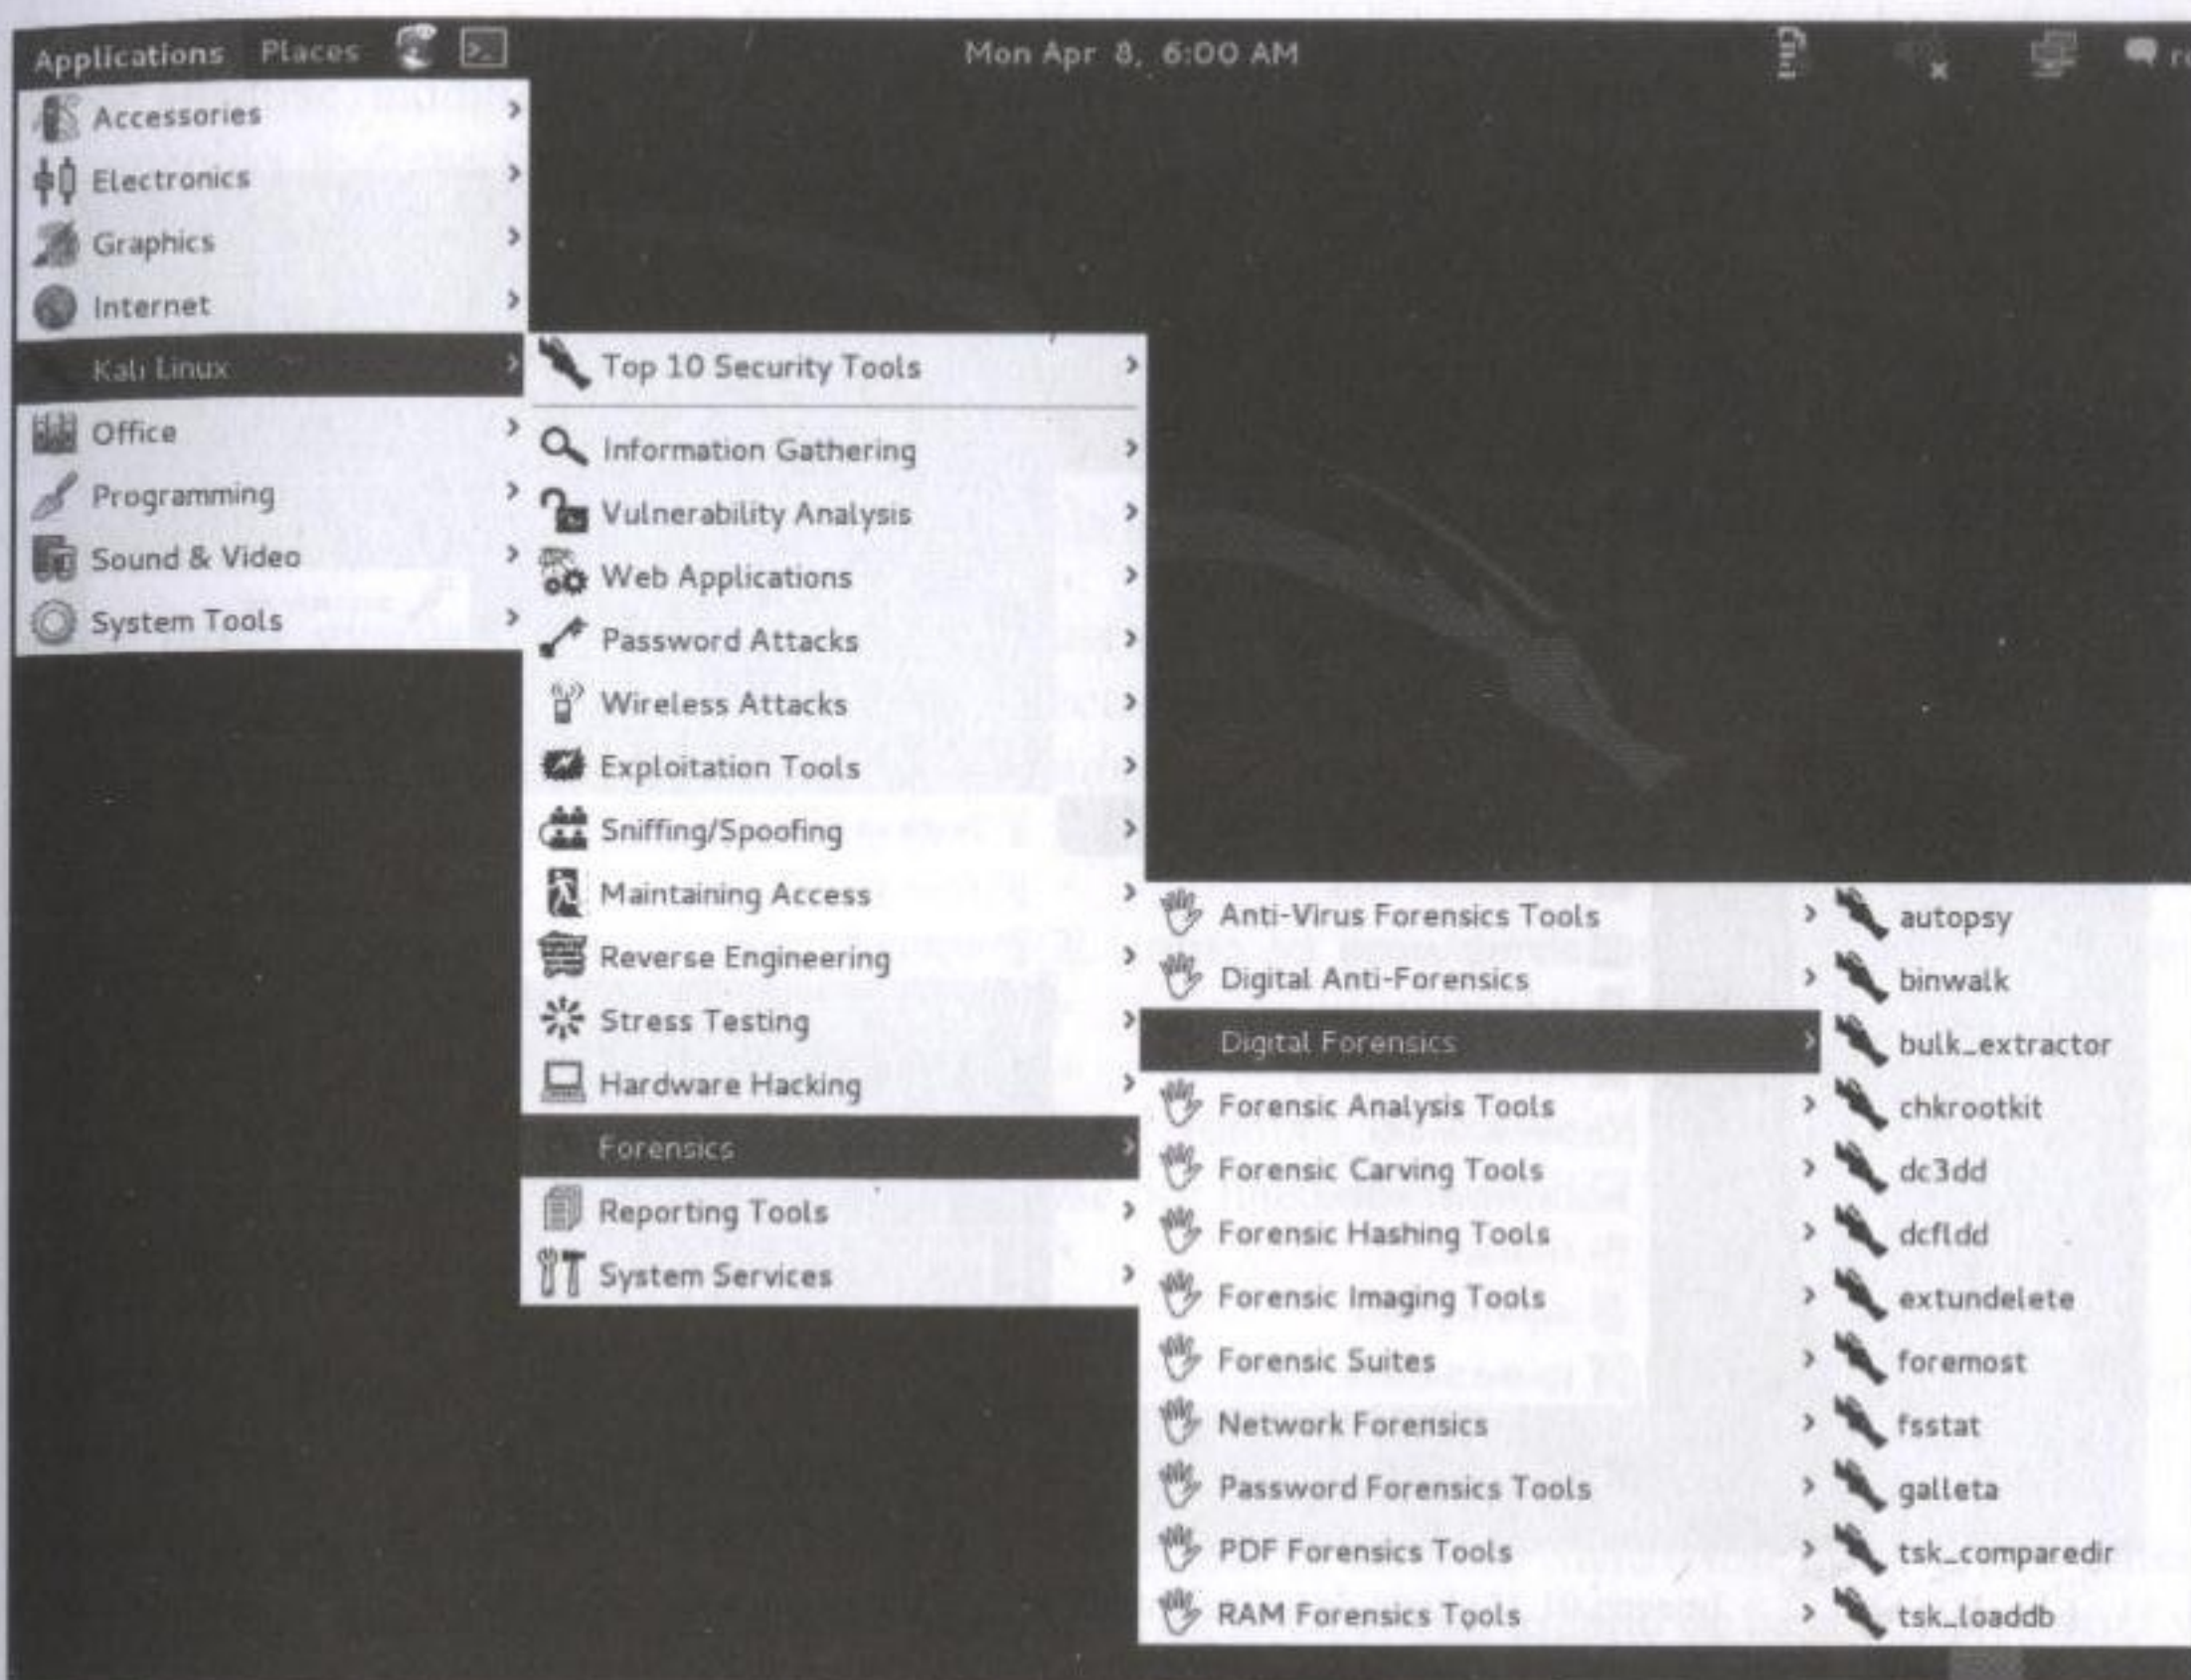 Applications Places Mon Apr 8, 6:00 AM
Accessories
Electronics
Graphics
Internet
Kali Linux
Office
Programming
Sound & Video
System Tools
Top 10 Security Tools
Information Gathering
Vulnerability Analysis
Web Applications
Password Attacks
Wireless Attacks
Exploitation Tools
Sniffing/Spoofing
Maintaining Access
Reverse Engineering
Stress Testing
Hardware Hacking
Forensics
Reporting Tools
System Services
Anti-Virus Forensics Tools
Digital Anti-Forensics
Digital Forensics
Forensic Analysis Tools
Forensic Carving Tools
Forensic Hashing Tools
Forensic Imaging Tools
Forensic Suites
Network Forensics
Password Forensics Tools
PDF Forensics Tools
RAM Forensics Tools
autopsy
binwalk
bulk_extractor
chkrootkit
dc3dd
dcfldd
extundelete
foremost
fsstat
galleta
tsk_comparedir
tsk_loaddb